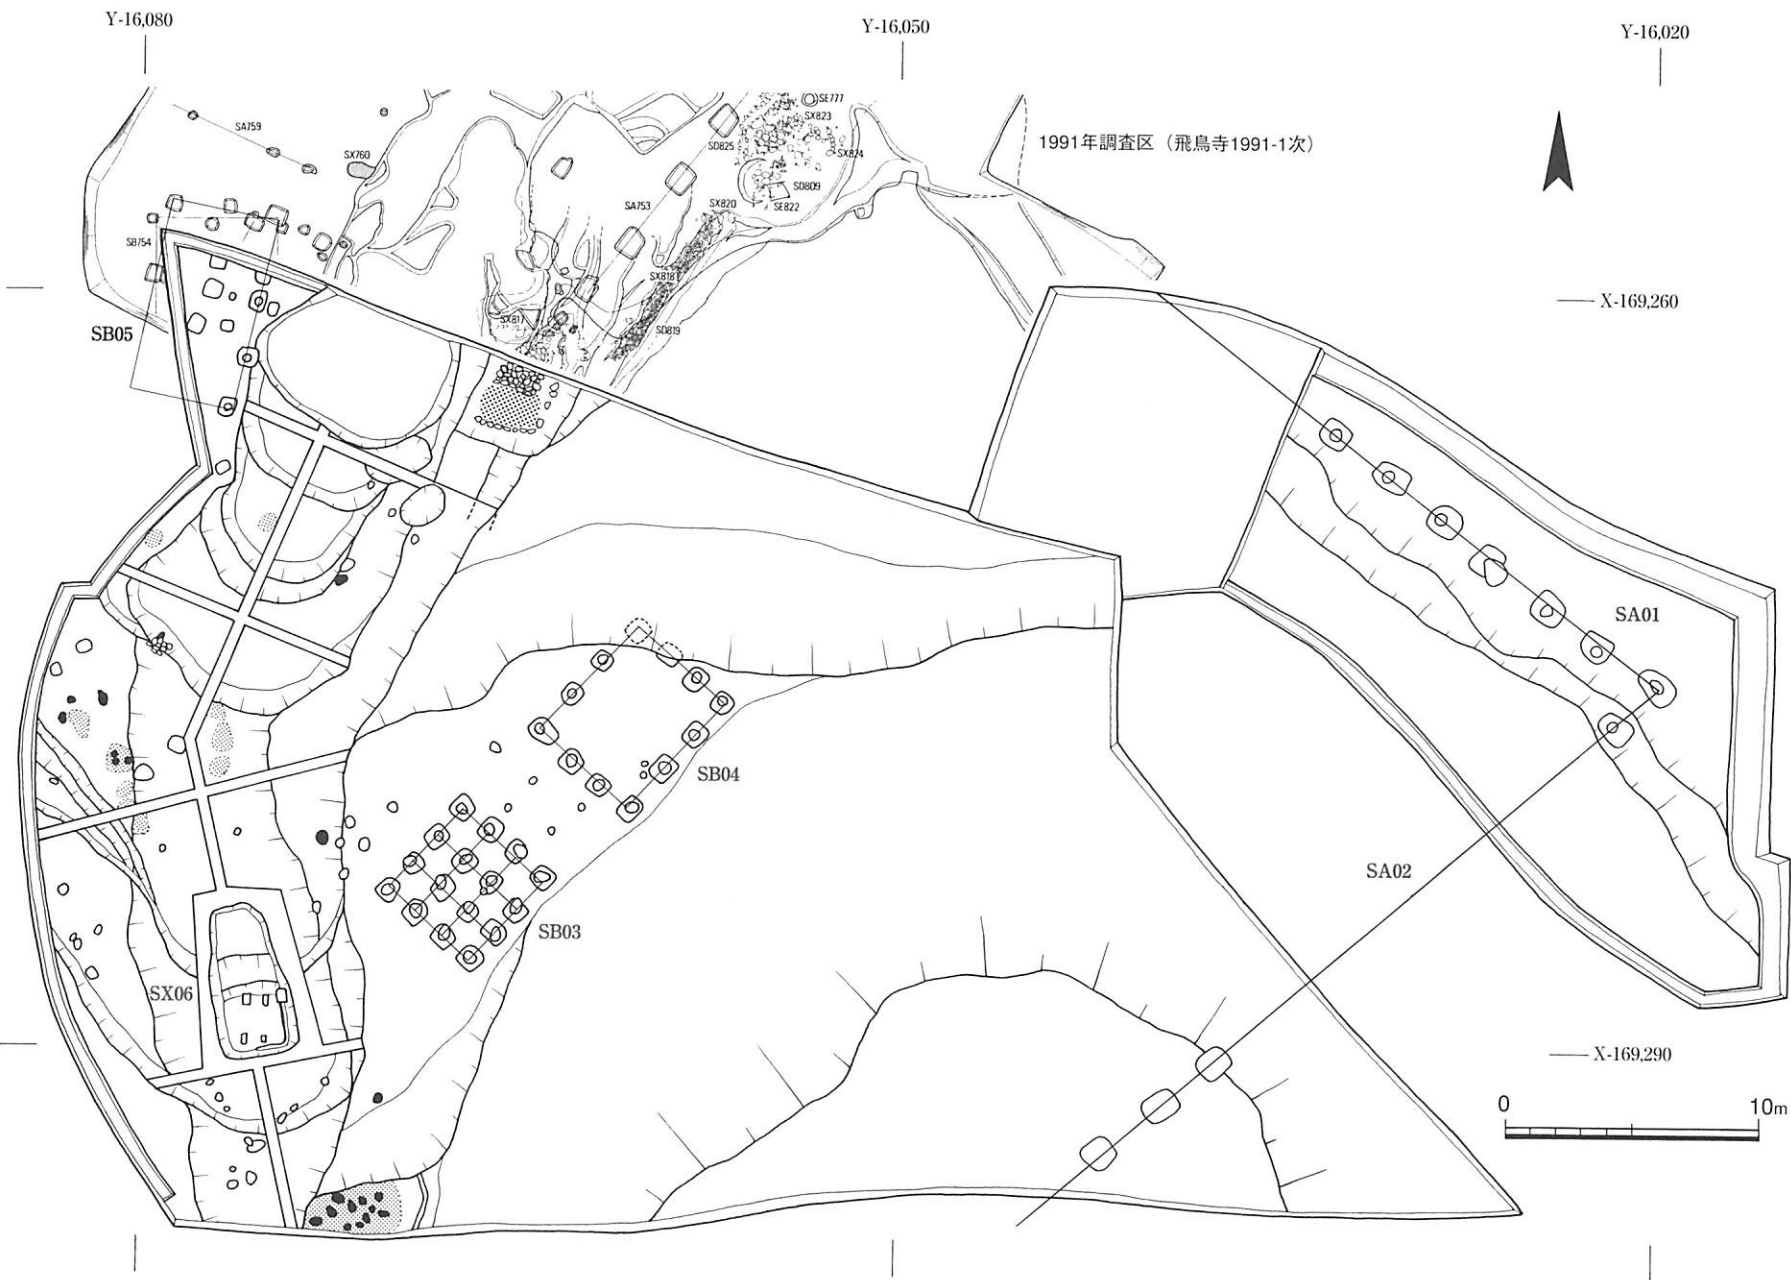 Y-16,080
Y-16,050
Y-16,020
SE777
SX823
SA759
SD825
SX824
1991年調査区（飛鳥寺1991-1次）
SX760
SD809
SA753
SX820
SE822
SB754
SX818
X-169,260
SX817
SD819
SB05
SA01
SB04
SA02
SB03
SX06
X-169,290
0
10m